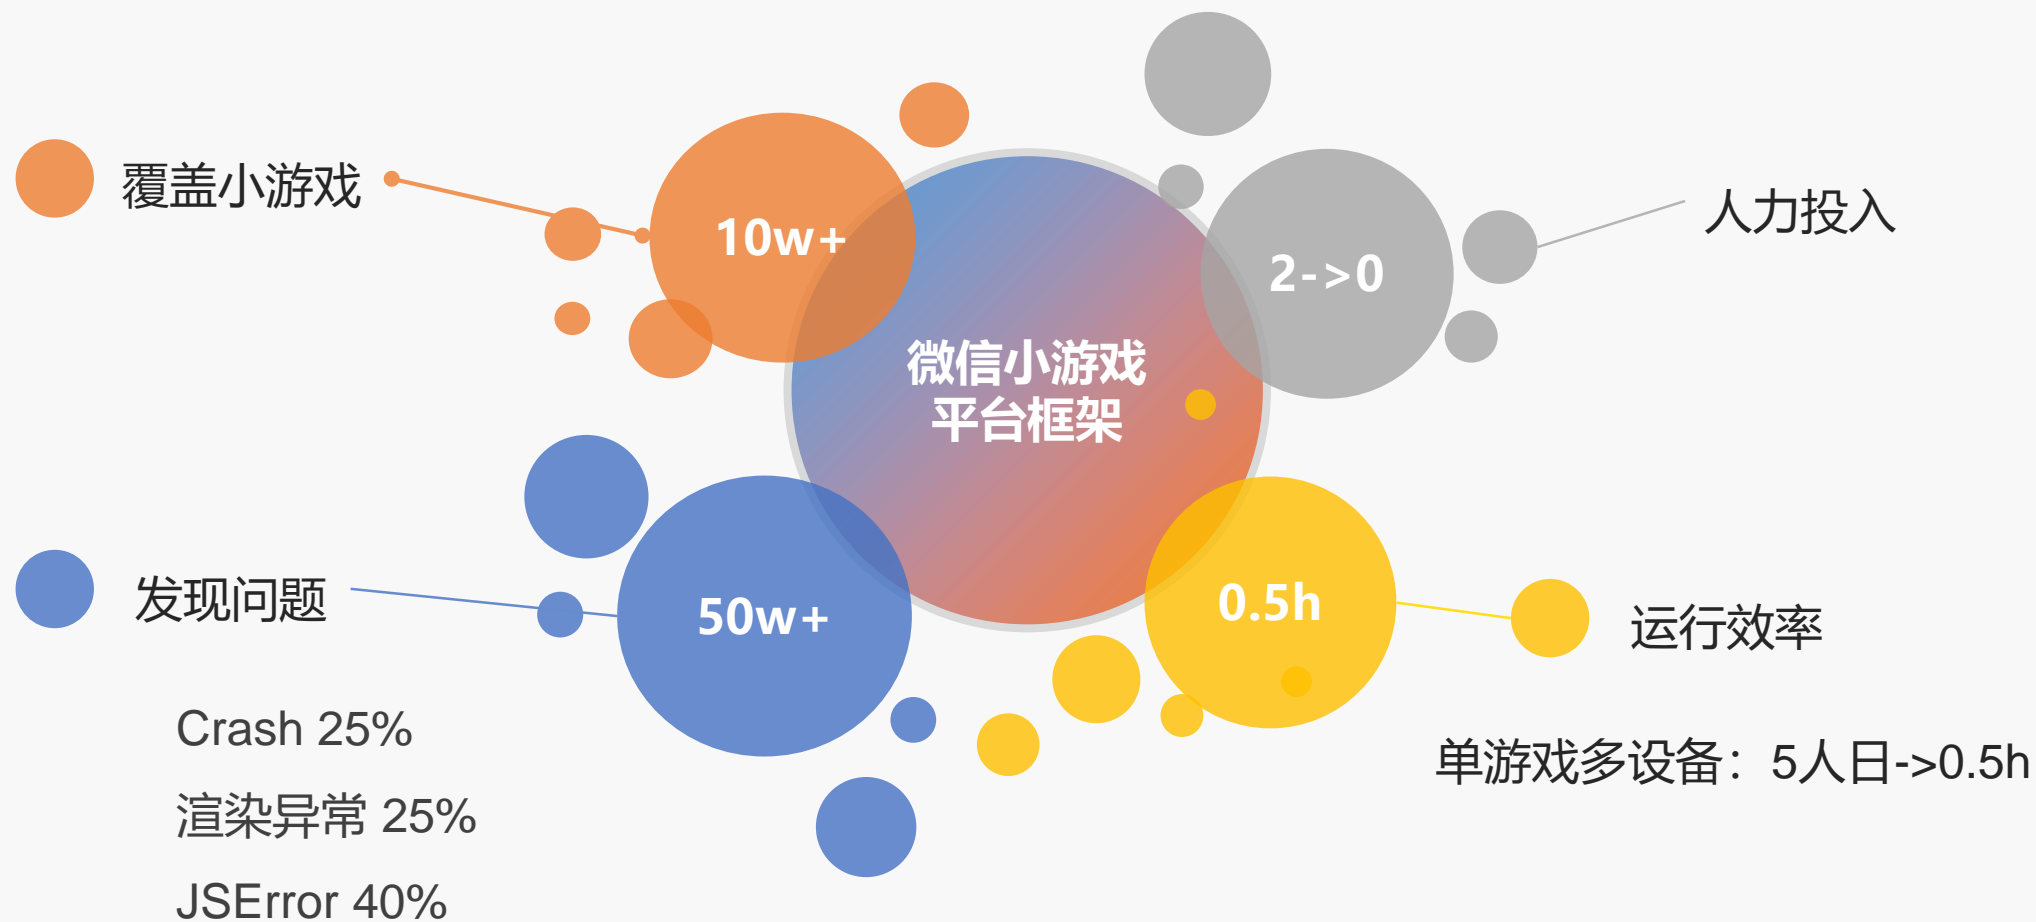 覆盖小游戏
10w+
2->0
人力投入
微信小游戏
平台框架
发现问题
50w+
0.5h
运行效率
Crash 25%
渲染异常 25%
JSError 40%
单游戏多设备：5人日->0.5h